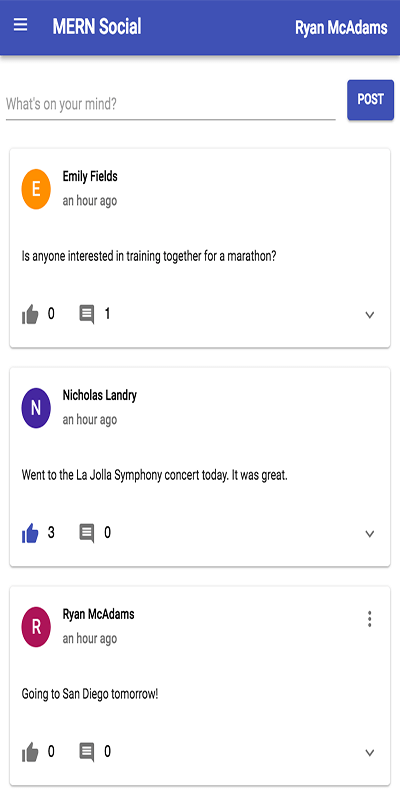 MERN Social
Ryan McAdams
What's on your mind?
POST
E
Emily Fields
an hour ago
Is anyone interested in training together for a marathon?
0
1
N
Nicholas Landry
an hour ago
Went to the La Jolla Symphony concert today. It was great.
3
0
R
Ryan McAdams
an hour ago
Going to San Diego tomorrow!
0
0